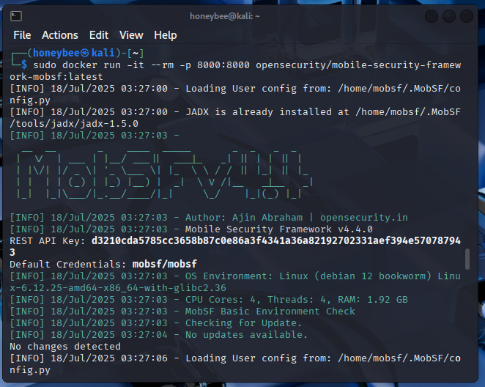 honeybee@kali: ~
File Actions Edit View Help
┌──(honeybee㉿kali)-[~]
└─$ sudo docker run -it --rm -p 8000:8000 opensecurity/mobile-security-framew
ork-mobsf:latest
[INFO] 18/Jul/2025 03:27:00 - Loading User config from: /home/mobsf/.MobSF/co
nfig.py
[INFO] 18/Jul/2025 03:27:00 - JADX is already installed at /home/mobsf/.MobSF
/tools/jadx/jadx-1.5.0
[INFO] 18/Jul/2025 03:27:03 -
[INFO] 18/Jul/2025 03:27:03 - Author: Ajin Abraham | opensecurity.in
[INFO] 18/Jul/2025 03:27:03 - Mobile Security Framework v4.4.0
REST API Key: d3210cda5785cc3658b87c0e86a3f4341a36a82192702331aef394e57078794
3
Default Credentials: mobsf/mobsf
[INFO] 18/Jul/2025 03:27:03 - OS Environment: Linux (debian 12 bookworm) Linu
x-6.12.25-amd64-x86_64-with-glibc2.36
[INFO] 18/Jul/2025 03:27:03 - CPU Cores: 4, Threads: 4, RAM: 1.92 GB
[INFO] 18/Jul/2025 03:27:03 - MobSF Basic Environment Check
[INFO] 18/Jul/2025 03:27:03 - Checking for Update.
[INFO] 18/Jul/2025 03:27:04 - No updates available.
No changes detected
[INFO] 18/Jul/2025 03:27:06 - Loading User config from: /home/mobsf/.MobSF/co
nfig.py